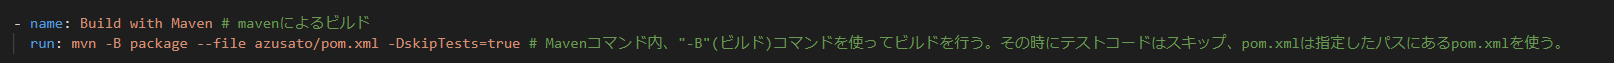 - name: Build with Maven # mavenによるビルド
run: mvn -B package --file azusato/pom.xml -DskipTests=true # Mavenコマンド内、"-B"(ビルド)コマンドを使ってビルドを行う。その時にテストコードはスキップ、pom.xmlは指定したパスにあるpom.xmlを使う。